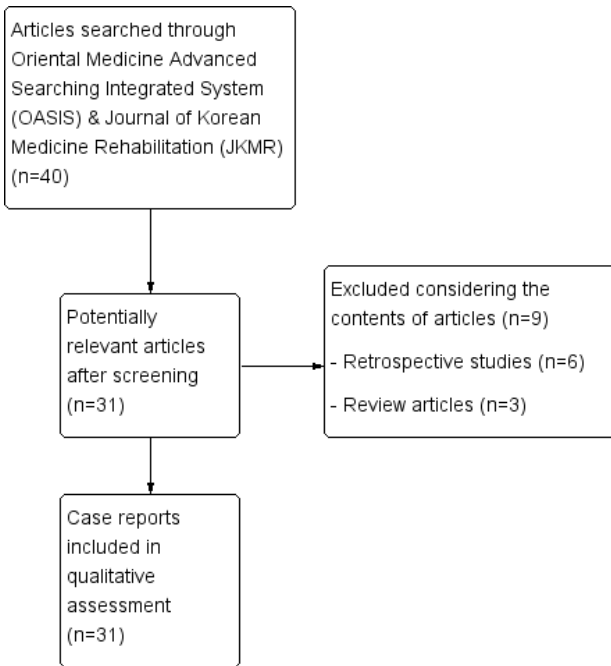 Articles searched through
Oriental Medicine Advanced
Searching Integrated System
(OASIS) & Journal of Korean
Medicine Rehabilitation (JKMR)
(n=40)
Potentially
relevant articles
after screening
(n=31)
Excluded considering the
contents of articles (n=9)
- Retrospective studies (n=6)
- Review articles (n=3)
Case reports
included in
qualitative
assessment
(n=31)